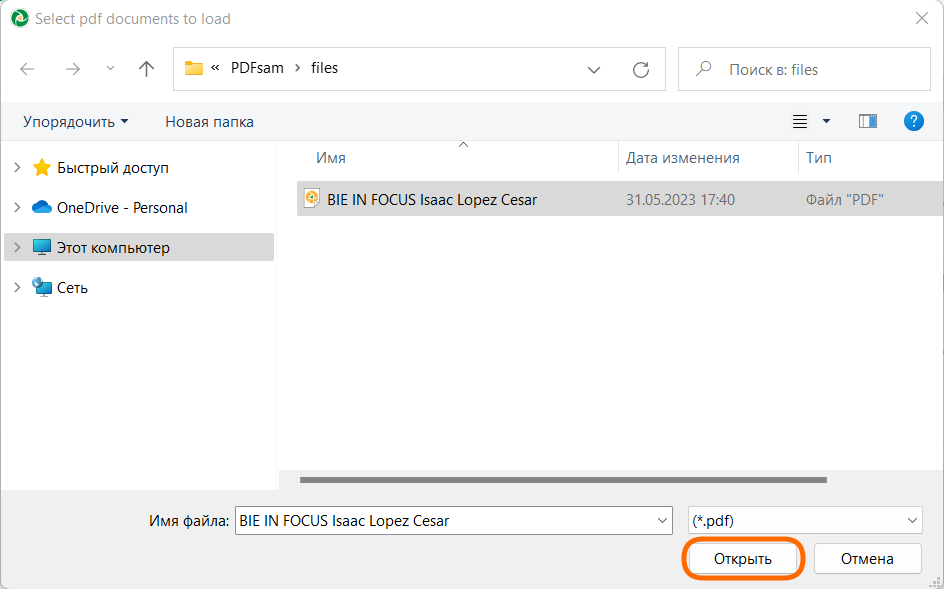 Select pdf documents to load
« PDFsam > files
Поиск в: files
Упорядочить
Новая папка
?
Имя
Дата изменения
Тип
Быстрый доступ
BIE IN FOCUS Isaac Lopez Cesar
31.05.2023 17:40
Файл "PDF"
OneDrive - Personal
Этот компьютер
Сеть
Имя файла:
BIE IN FOCUS Isaac Lopez Cesar
(*.pdf)
Открыть
Отмена